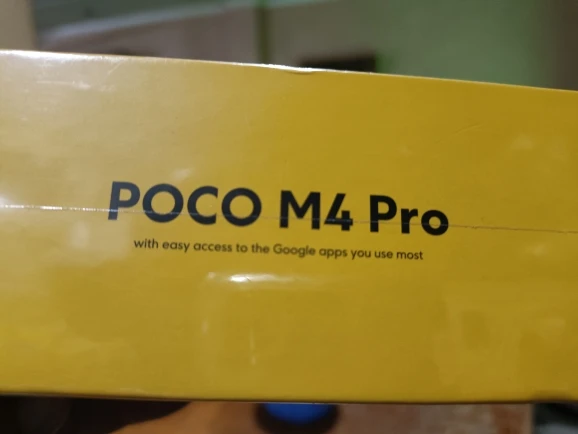 POCO M4 Pro
with easy access to the Google apps you use most